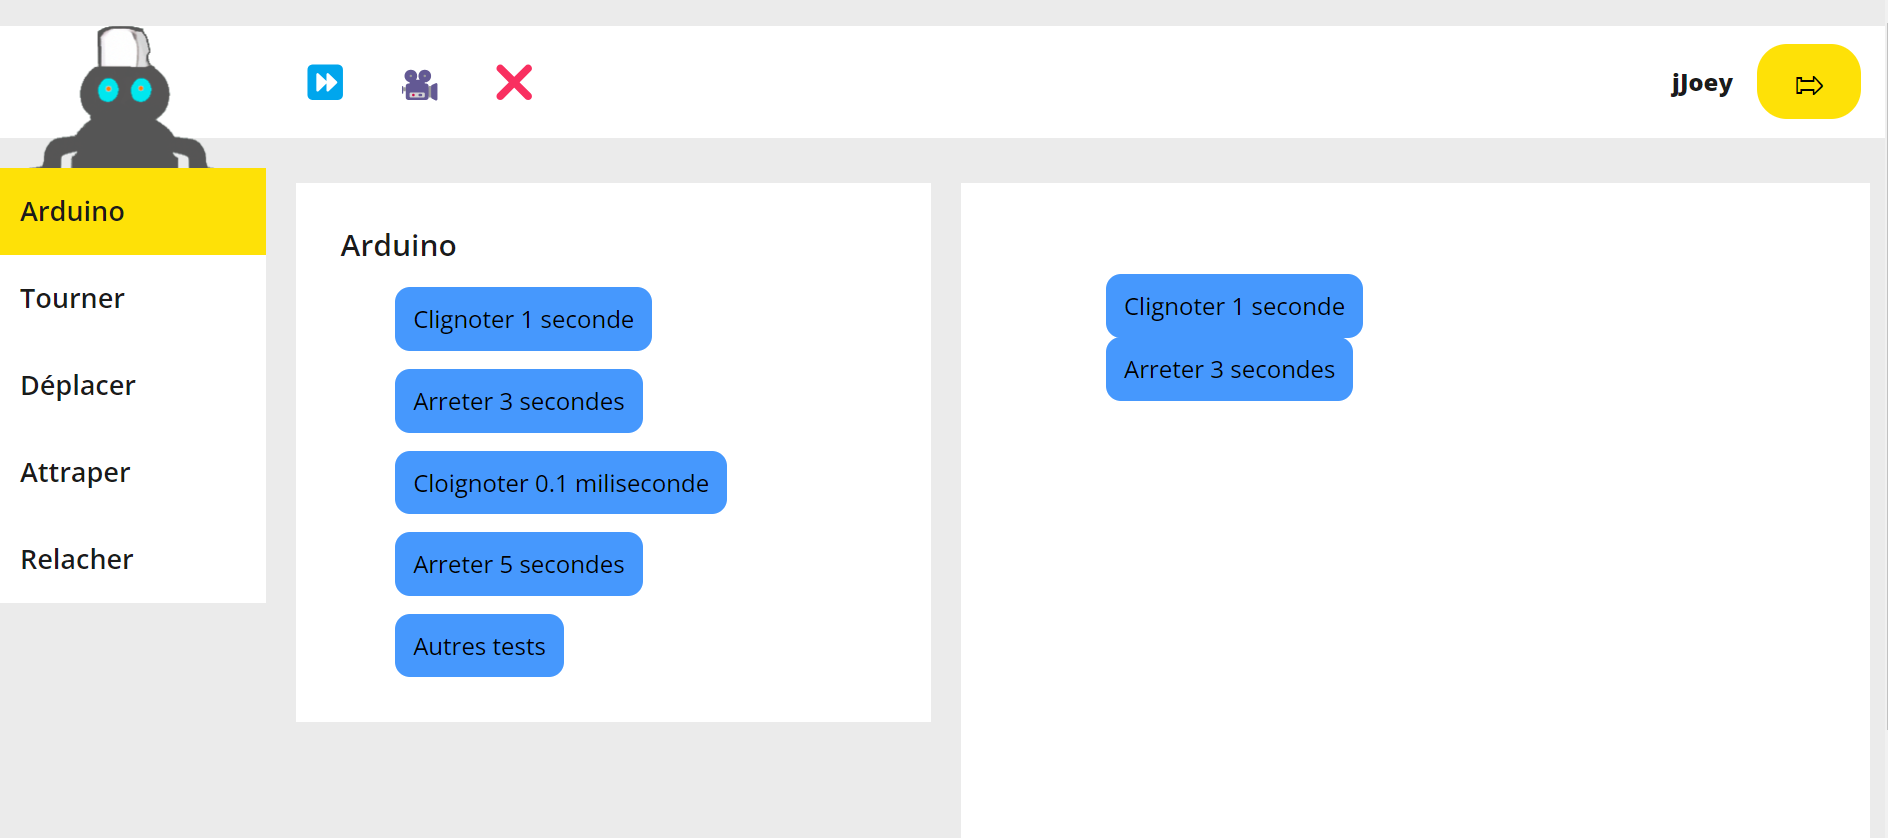 jJoey
Arduino
Tourner
Déplacer
Attraper
Relacher
Arduino
Clignoter 1 seconde
Arreter 3 secondes
Cloignoter 0.1 miliseconde
Arreter 5 secondes
Autres tests
Clignoter 1 seconde
Arreter 3 secondes